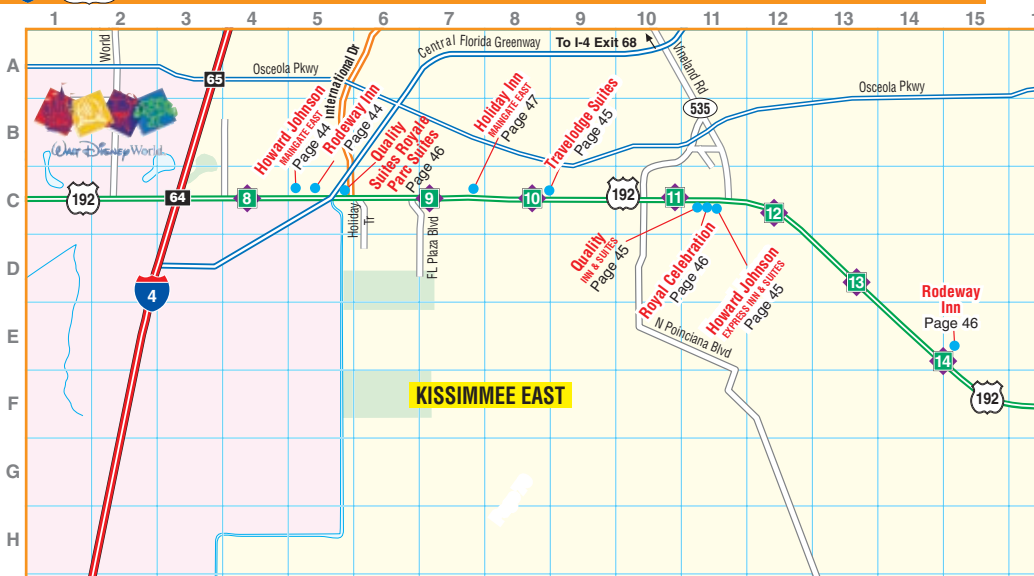 1 2 3 4 5 6 7 8 9 10 11 12 13 14 15
A
B
C
D
E
F
G
H
World
65
Osceola Pkwy
International Dr
Central Florida Greenway
To I-4 Exit 68
Vineland Rd
535
Osceola Pkwy
Walt Disney World
Howard Johnson
MAINGATE EAST
Page 44
Rodeway Inn
Page 44
Quality
Suites Royale
Parc Suites
Page 46
Holiday Inn
MAINGATE EAST
Page 47
Travelodge Suites
Page 45
192
64
8
9
10
192
11
12
Holiday
Tr
FL Plaza Blvd
4
Quality
INN & SUITES
Page 45
Royal Celebration
Page 46
Howard Johnson
EXPRESS INN & SUITES
Page 45
13
Rodeway
Inn
Page 46
N Poinciana Blvd
14
192
KISSIMMEE EAST